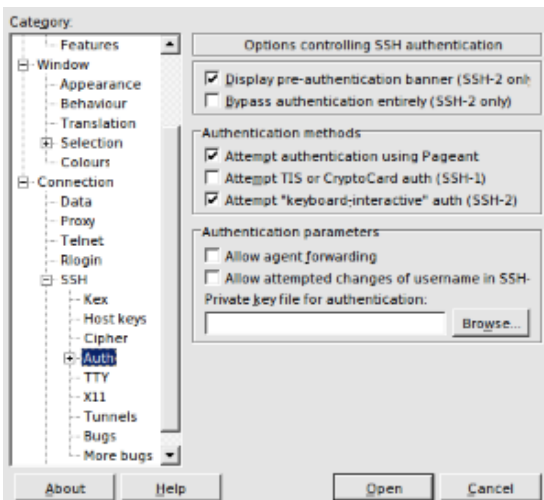 Category:
Features
Window
Appearance
Behaviour
Translation
Selection
Colours
Connection
Data
Proxy
Telnet
Rlogin
SSH
Kex
Host keys
Cipher
Auth
TTY
X11
Tunnels
Bugs
More bugs
Options controlling SSH authentication
Display pre-authentication banner (SSH-2 only
Bypass authentication entirely (SSH-2 only)
Authentication methods
Attempt authentication using Pageant
Attempt TIS or CryptoCard auth (SSH-1)
Attempt "keyboard-interactive" auth (SSH-2)
Authentication parameters
Allow agent forwarding
Allow attempted changes of username in SSH-
Private key file for authentication:
Browse...
About
Help
Open
Cancel